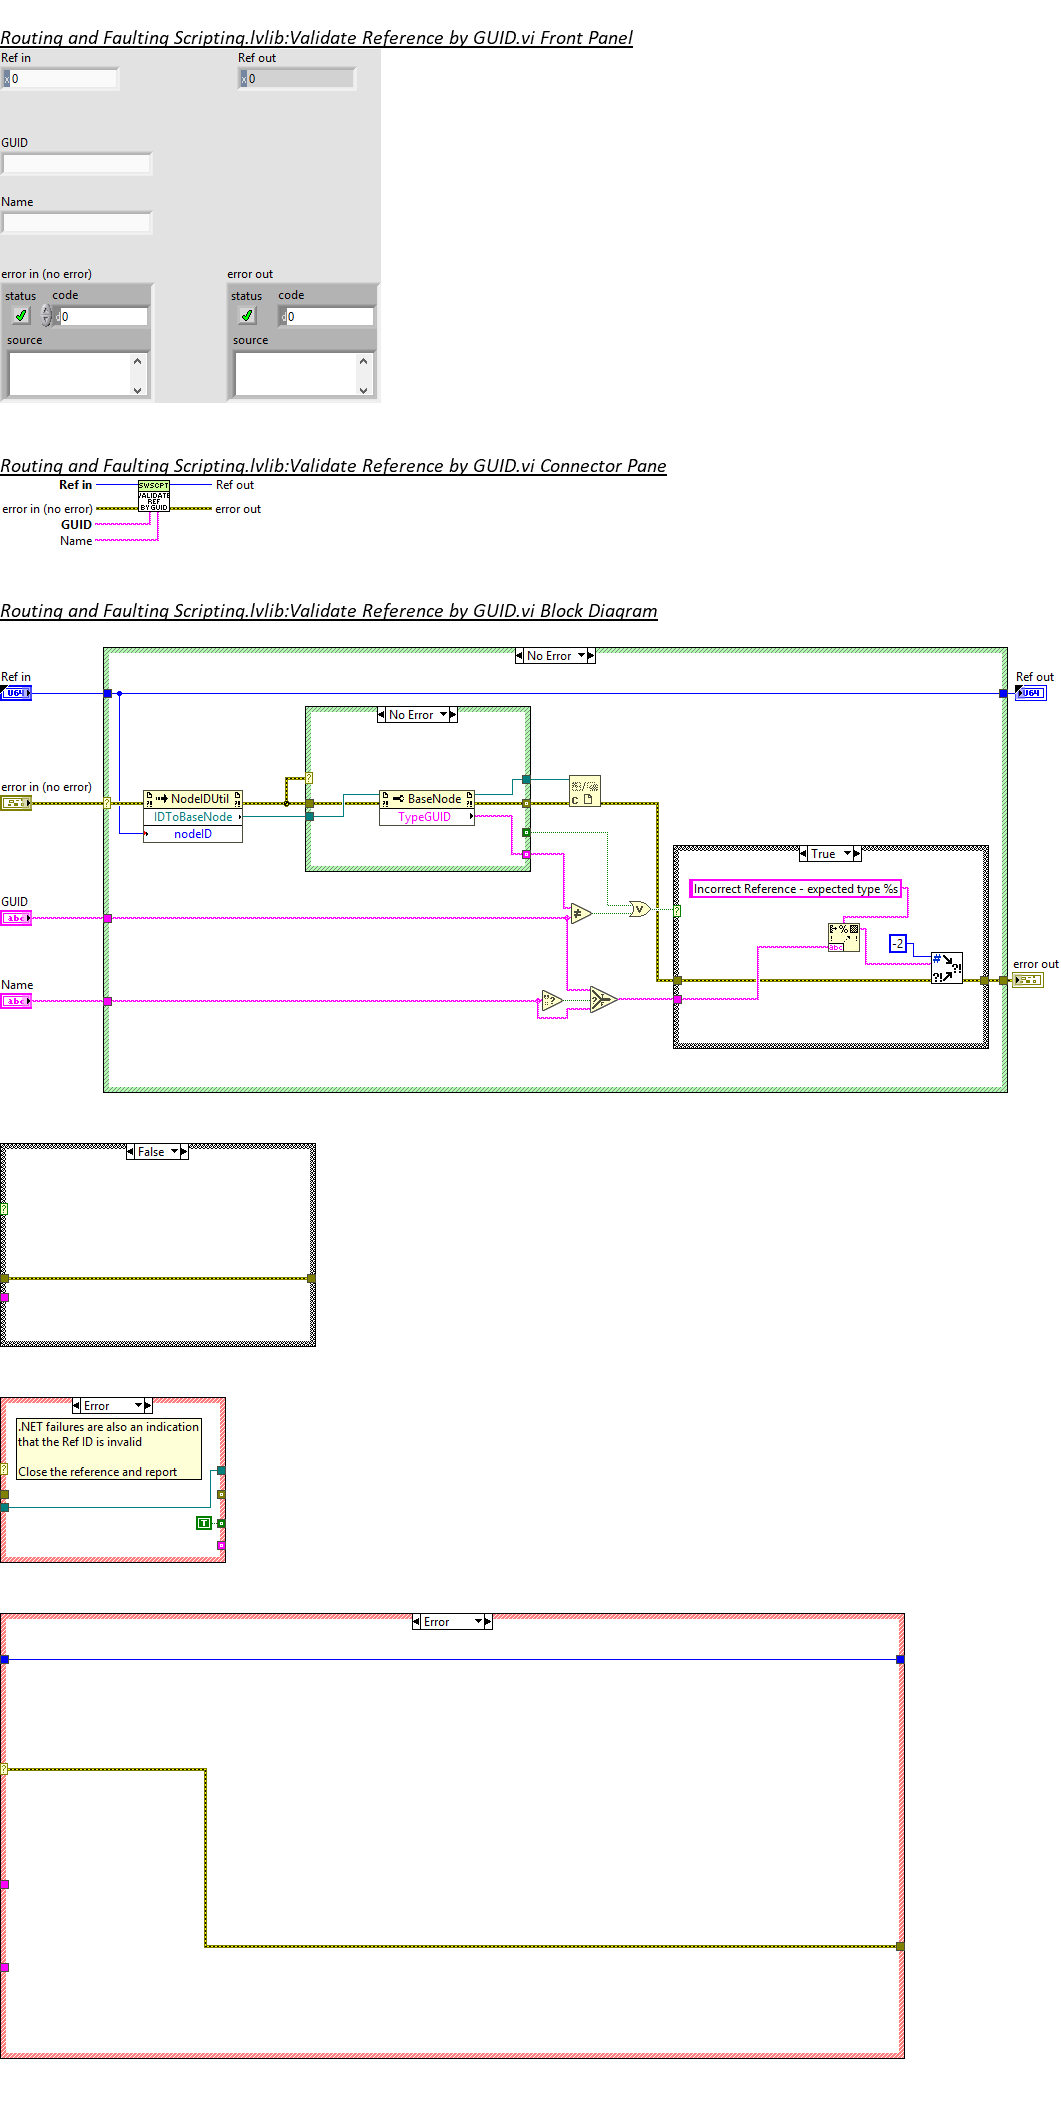 Routing and Faulting Scripting.lvlib:Validate Reference by GUID.vi Front Panel
Ref in
Ref out
x 0
x 0
GUID
Name
error in (no error)
error out
status code
status code
d 0
d 0
source
source
Routing and Faulting Scripting.lvlib:Validate Reference by GUID.vi Connector Pane
Ref in
SWSCPT
Ref out
VALIDATE
REF
BY GUID
error in (no error)
error out
GUID
Name
Routing and Faulting Scripting.lvlib:Validate Reference by GUID.vi Block Diagram
No Error
Ref in
Ref out
U64
U64
No Error
error in (no error)
NodeIDUtil
IDToBaseNode
nodeID
BaseNode
TypeGUID
C
True
Incorrect Reference - expected type %s
GUID
abc
abc
-2
error out
Name
abc
False
Error
.NET failures are also an indication
that the Ref ID is invalid
Close the reference and report
T
Error